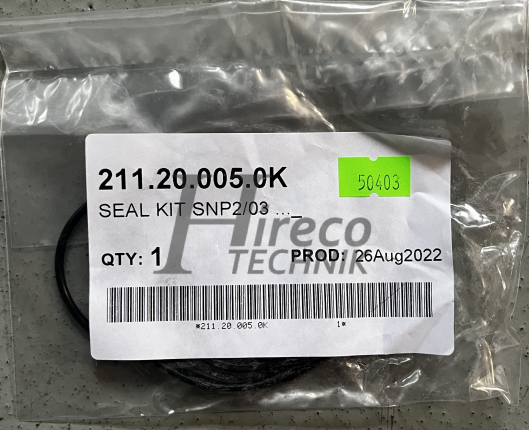 211.20.005.0K
50403
SEAL KIT SNP2/03 ..._
Hireco
TECHNIK
QTY: 1 PROD: 26Aug2022
*211.20.005.0K 1*